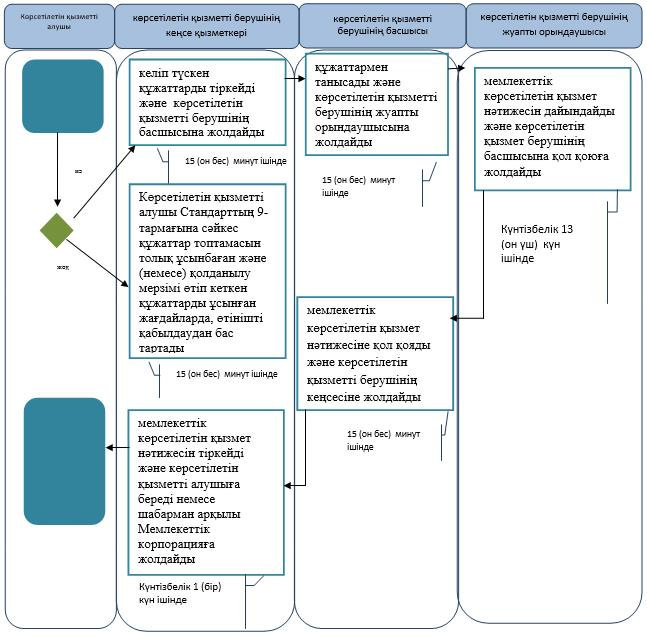 Көрсетілетін қызметті
алушы
көрсетілетін қызметті берушінің
кеңсе қызметкері
көрсетілетін қызметті
берушінің басшысы
көрсетілетін қызметті берушінің
жуапты орындаушысы
келіп түскен
құжаттарды тіркейді
және көрсетілетін
қызметті берушінің
басшысына жолдайды
15 (он бес) минут ішінде
құжаттармен
танысады және
көрсетілетін қызметті
берушінің жуапты
орындаушысына
жолдайды
15 (он бес) минут
ішінде
мемлекеттік
көрсетілетін қызмет
нәтижесін дайындайды
және көрсетілетін
қызмет берушінің
басшысына қол қоюға
жолдайды
Күнтізбелік 13
(он үш) күн
ішінде
жоқ
Көрсетілетін қызметті
алушы Стандарттың 9-
тармағына сәйкес
құжаттар топтамасын
толық ұсынбаған және
(немесе) қолданылу
мерзімі өтіп кеткен
құжаттарды ұсынған
жағдайларда, өтінішті
қабылдаудан бас
тартады
15 (он бес) минут ішінде
мемлекеттік
көрсетілетін қызмет
нәтижесіне қол қояды
және көрсетілетін
қызметті берушінің
кеңсесіне жолдайды
15 (он бес) минут
ішінде
мемлекеттік
көрсетілетін қызмет
нәтижесін тіркейді
және көрсетілетін
қызметті алушыға
береді немесе
шабарман арқылы
Мемлекеттік
корпорацияға
жолдайды
Күнтізбелік 1 (бір)
күн ішінде